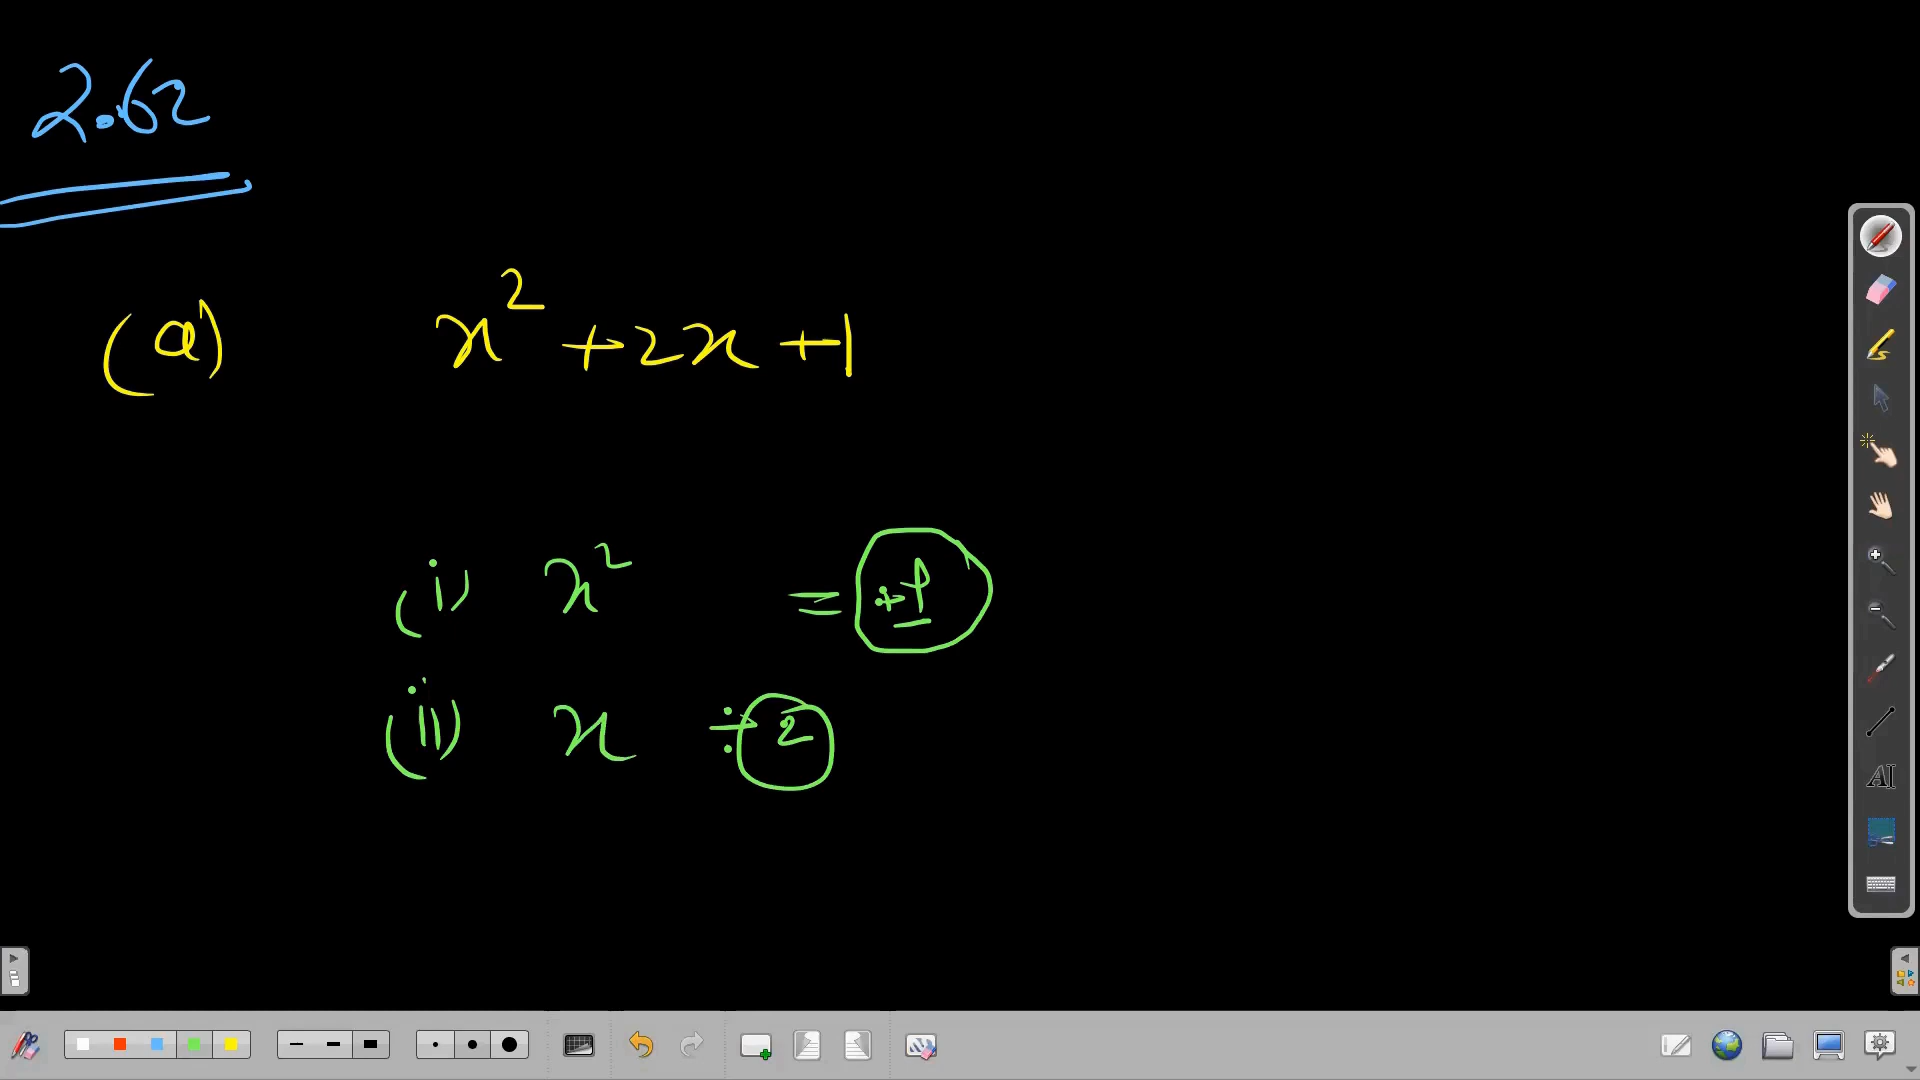 2.62
(a) x² + 2x + 1
(i) x² = +1
(ii) x ÷ 2